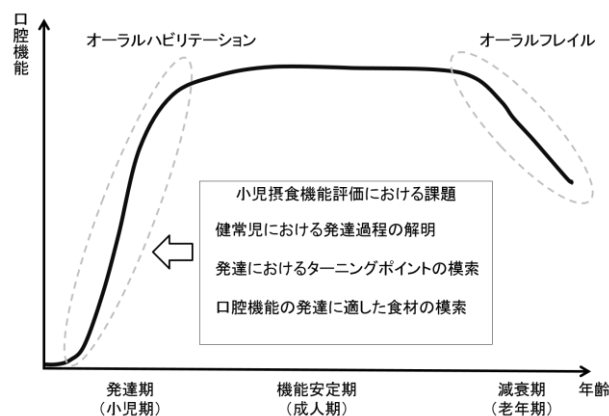 口腔機能
オーラルハビリテーション
オーラルフレイル
小児摂食機能評価における課題
健常児における発達過程の解明
発達におけるターニングポイントの模索
口腔機能の発達に適した食材の模索
発達期
（小児期）
機能安定期
（成人期）
減衰期
（老年期）
年齢